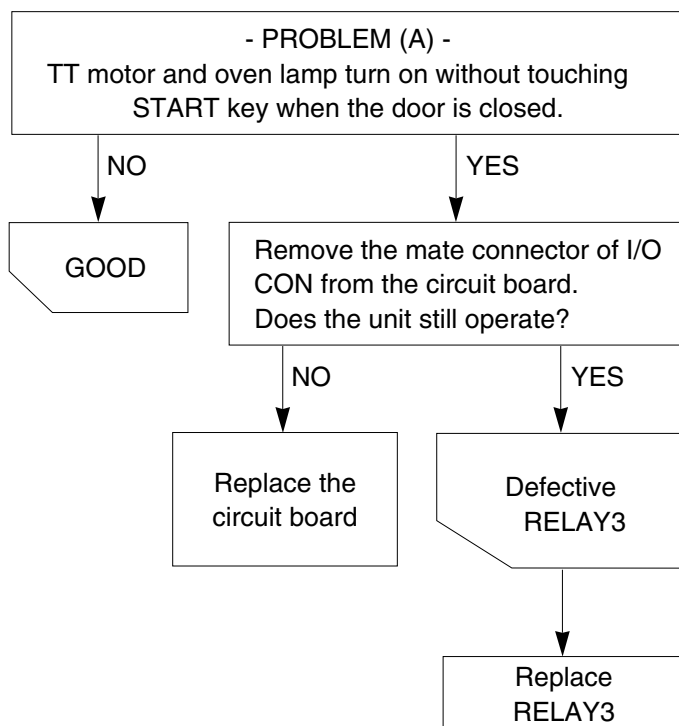 - PROBLEM (A) -
TT motor and oven lamp turn on without touching
START key when the door is closed.
NO
YES
GOOD
Remove the mate connector of I/O
CON from the circuit board.
Does the unit still operate?
NO
YES
Replace the
circuit board
Defective
RELAY3
Replace
RELAY3